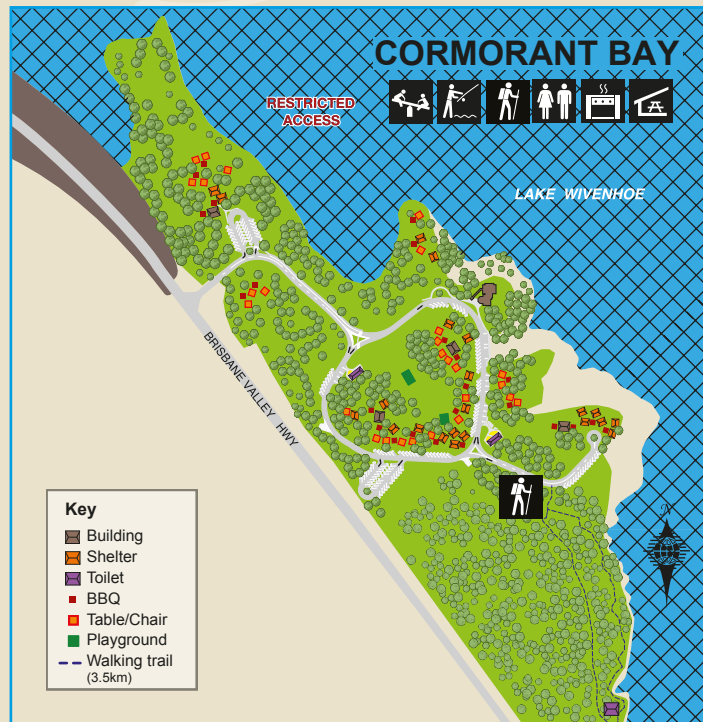 CORMORANT BAY
RESTRICTED
ACCESS
LAKE WIVENHOE
BRISBANE VALLEY HWY
N
Key
Building
Shelter
Toilet
BBQ
Table/Chair
Playground
Walking trail
(3.5km)